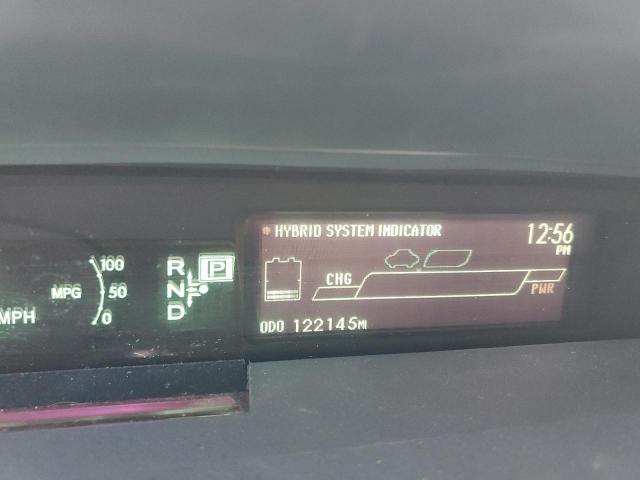 HYBRID SYSTEM INDICATOR 12:56
PM
100 R P
MPG 50 N CHG PWR
MPH 0 D
ODO 122145MI